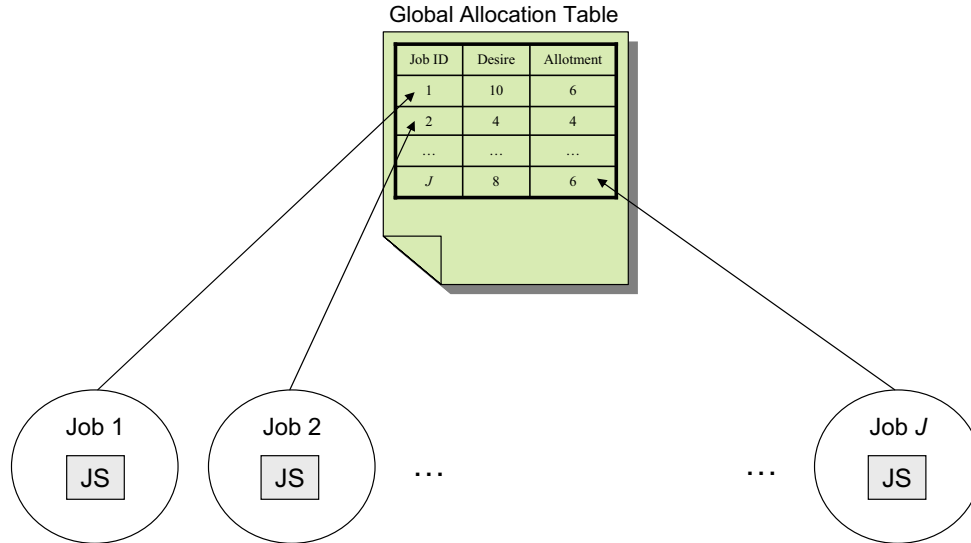 Global Allocation Table
Job ID Desire Allotment
1 10 6
2 4 4
… … …
J 8 6
Job 1 Job 2 Job J
JS JS … … JS